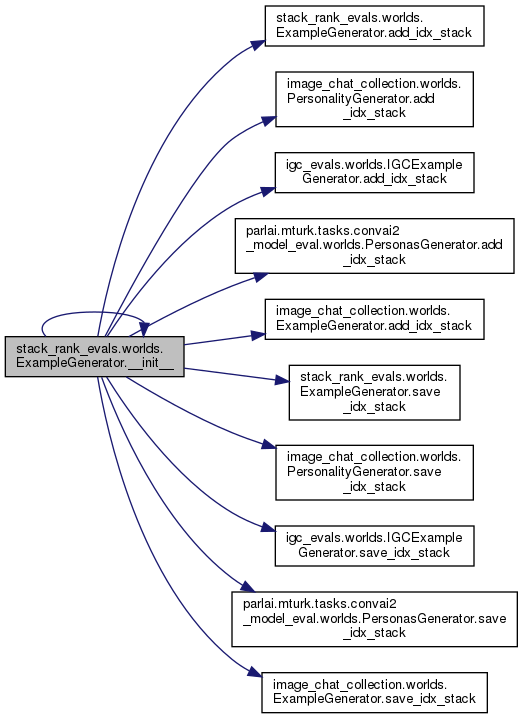 stack_rank_evals.worlds.
ExampleGenerator.add_idx_stack
image_chat_collection.worlds.
PersonalityGenerator.add
_idx_stack
igc_evals.worlds.IGCExample
Generator.add_idx_stack
parlai.mturk.tasks.convai2
_model_eval.worlds.PersonasGenerator.add
_idx_stack
image_chat_collection.worlds.
ExampleGenerator.add_idx_stack
stack_rank_evals.worlds.
ExampleGenerator.__init__
stack_rank_evals.worlds.
ExampleGenerator.save
_idx_stack
image_chat_collection.worlds.
PersonalityGenerator.save
_idx_stack
igc_evals.worlds.IGCExample
Generator.save_idx_stack
parlai.mturk.tasks.convai2
_model_eval.worlds.PersonasGenerator.save
_idx_stack
image_chat_collection.worlds.
ExampleGenerator.save_idx_stack